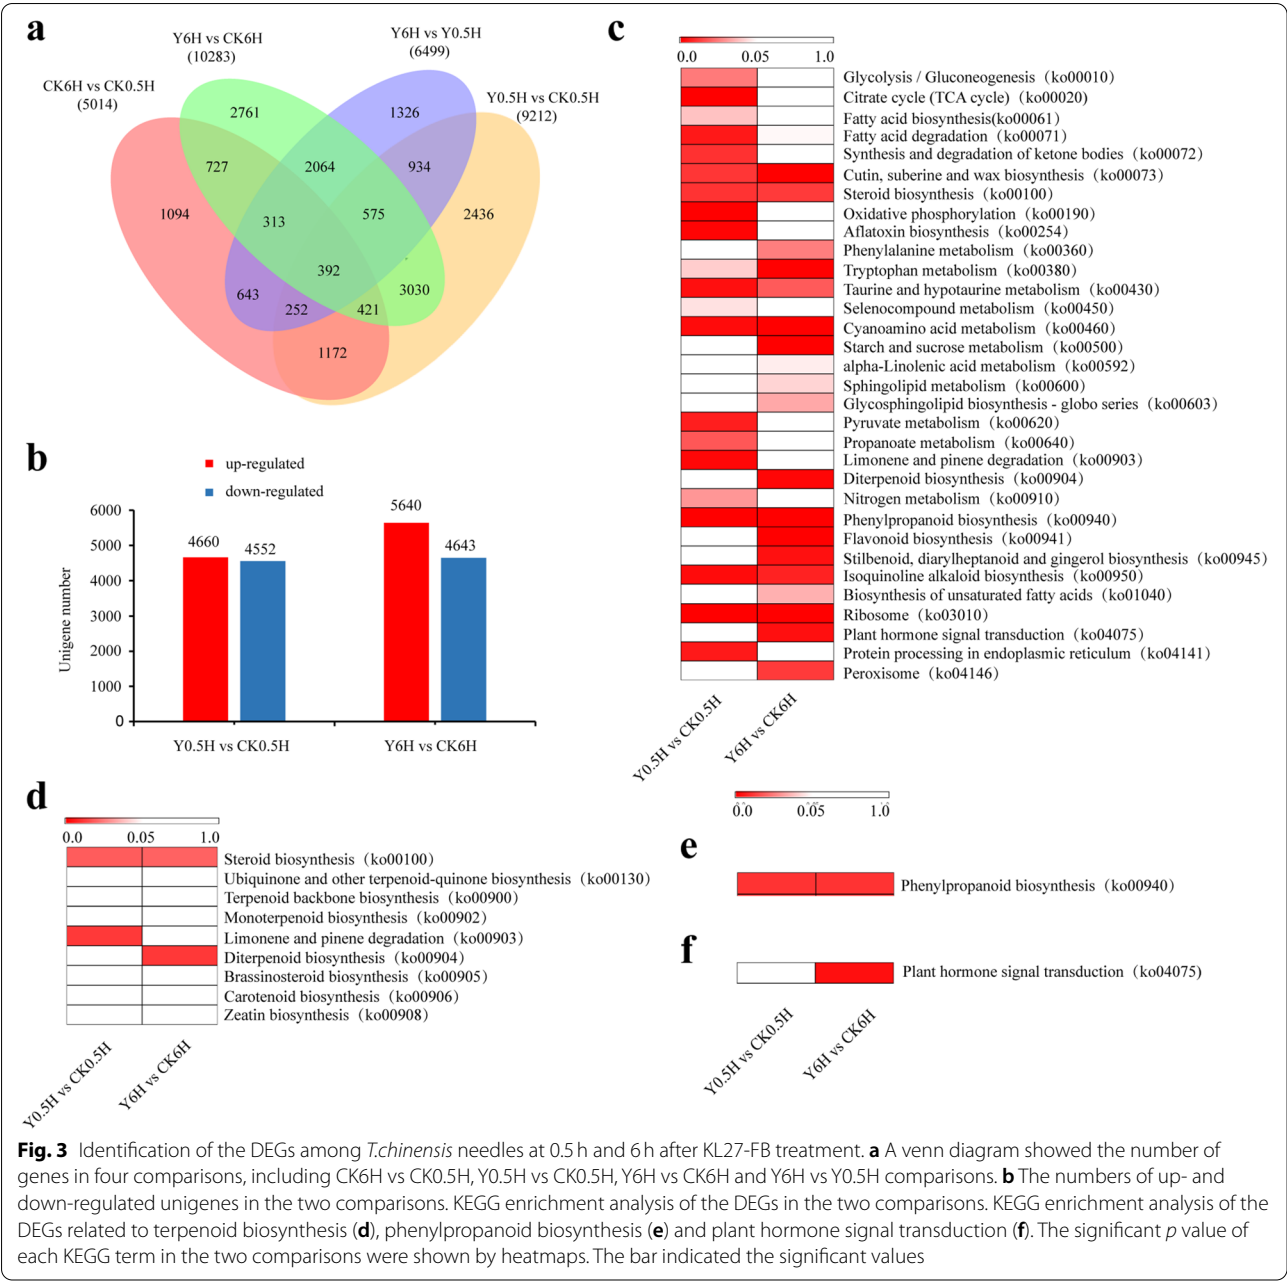 a
Y6H vs CK6H
(10283)
Y6H vs Y0.5H
(6499)
CK6H vs CK0.5H
(5014)
Y0.5H vs CK0.5H
(9212)
2761
1326
727
2064
934
1094
313
575
2436
392
643
252
421
3030
1172
b
up-regulated
down-regulated
Unigene number
6000
5000
4000
3000
2000
1000
0
4660
4552
5640
4643
Y0.5H vs CK0.5H
Y6H vs CK6H
c
0.0 0.05 1.0
Glycolysis / Gluconeogenesis (ko00010)
Citrate cycle (TCA cycle) (ko00020)
Fatty acid biosynthesis(ko00061)
Fatty acid degradation (ko00071)
Synthesis and degradation of ketone bodies (ko00072)
Cutin, suberine and wax biosynthesis (ko00073)
Steroid biosynthesis (ko00100)
Oxidative phosphorylation (ko00190)
Aflatoxin biosynthesis (ko00254)
Phenylalanine metabolism (ko00360)
Tryptophan metabolism (ko00380)
Taurine and hypotaurine metabolism (ko00430)
Selenocompound metabolism (ko00450)
Cyanoamino acid metabolism (ko00460)
Starch and sucrose metabolism (ko00500)
alpha-Linolenic acid metabolism (ko00592)
Sphingolipid metabolism (ko00600)
Glycosphingolipid biosynthesis - globo series (ko00603)
Pyruvate metabolism (ko00620)
Propanoate metabolism (ko00640)
Limonene and pinene degradation (ko00903)
Diterpenoid biosynthesis (ko00904)
Nitrogen metabolism (ko00910)
Phenylpropanoid biosynthesis (ko00940)
Flavonoid biosynthesis (ko00941)
Stilbenoid, diarylheptanoid and gingerol biosynthesis (ko00945)
Isoquinoline alkaloid biosynthesis (ko00950)
Biosynthesis of unsaturated fatty acids (ko01040)
Ribosome (ko03010)
Plant hormone signal transduction (ko04075)
Protein processing in endoplasmic reticulum (ko04141)
Peroxisome (ko04146)
Y0.5H vs CK0.5H
Y6H vs CK6H
d
0.0 0.05 1.0
Steroid biosynthesis (ko00100)
Ubiquinone and other terpenoid-quinone biosynthesis (ko00130)
Terpenoid backbone biosynthesis (ko00900)
Monoterpenoid biosynthesis (ko00902)
Limonene and pinene degradation (ko00903)
Diterpenoid biosynthesis (ko00904)
Brassinosteroid biosynthesis (ko00905)
Carotenoid biosynthesis (ko00906)
Zeatin biosynthesis (ko00908)
Y0.5H vs CK0.5H
Y6H vs CK6H
0.0 0.05 1.0
e
Phenylpropanoid biosynthesis (ko00940)
f
Plant hormone signal transduction (ko04075)
Y0.5H vs CK0.5H
Y6H vs CK6H
Fig. 3 Identification of the DEGs among T.chinensis needles at 0.5 h and 6 h after KL27-FB treatment. a A venn diagram showed the number of
genes in four comparisons, including CK6H vs CK0.5H, Y0.5H vs CK0.5H, Y6H vs CK6H and Y6H vs Y0.5H comparisons. b The numbers of up- and
down-regulated unigenes in the two comparisons. KEGG enrichment analysis of the DEGs in the two comparisons. KEGG enrichment analysis of the
DEGs related to terpenoid biosynthesis (d), phenylpropanoid biosynthesis (e) and plant hormone signal transduction (f). The significant p value of
each KEGG term in the two comparisons were shown by heatmaps. The bar indicated the significant values